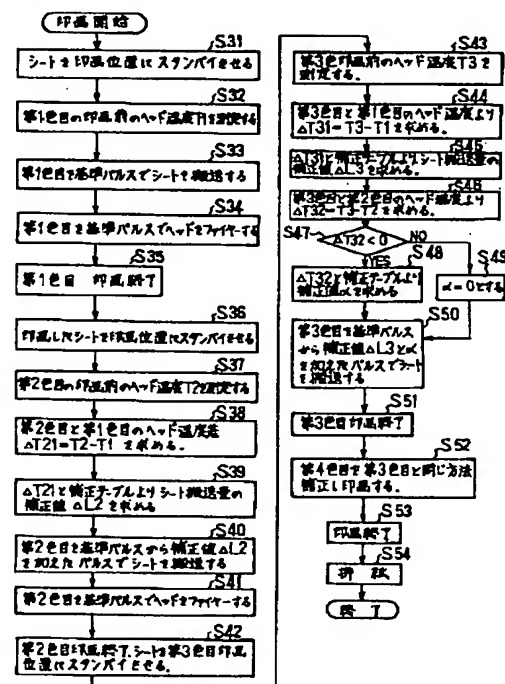 印画開始
S31
シートを印画位置にスタンバイさせる
S32
第1色目の印画前のヘッド温度T1を測定する
S33
第1色目を基準パルスでシートを搬送する
S34
第1色目を基準パルスでヘッドをファイヤーする
S35
第1色目 印画終了
S36
印画したシートを印画位置にスタンバイさせる
S37
第2色目の印画前のヘッド温度T2を測定する
S38
第2色目と第1色目のヘッド温度差
△T21=T2-T1 を求める。
S39
△T21と補正テーブルよりシート搬送量の
補正値 △L2 を求める
S40
第2色目を基準パルスから補正値△L2
を加えたパルスでシートを搬送する
S41
第2色目を基準パルスでヘッドをファイヤーする
S42
第2色目印画終了.シートを第3色目印画
位置にスタンバイさせる。
S43
第3色印画前のヘッド温度T3を
測定する。
S44
第3色目と第1色目のヘッド温度より
△T31=T3-T1を求める。
S45
△T31と補正テーブルよりシート搬送量の
補正値△L3を求める。
S46
第3色目と第2色目のヘッド温度より
△T32=T3-T2を求める。
S47
△T32<0
NO
YES
S48
△T32と補正テーブルより
補正値αを求める
S49
α=0とする
S50
第3色目を基準パルス
から補正値△L3とα
を加えたパルスでシート
を搬送する
S51
第3色目印画終了
S52
第4色目を第3色目と同じ方法
補正し印画する。
S53
印画終了
S54
排紙
終了